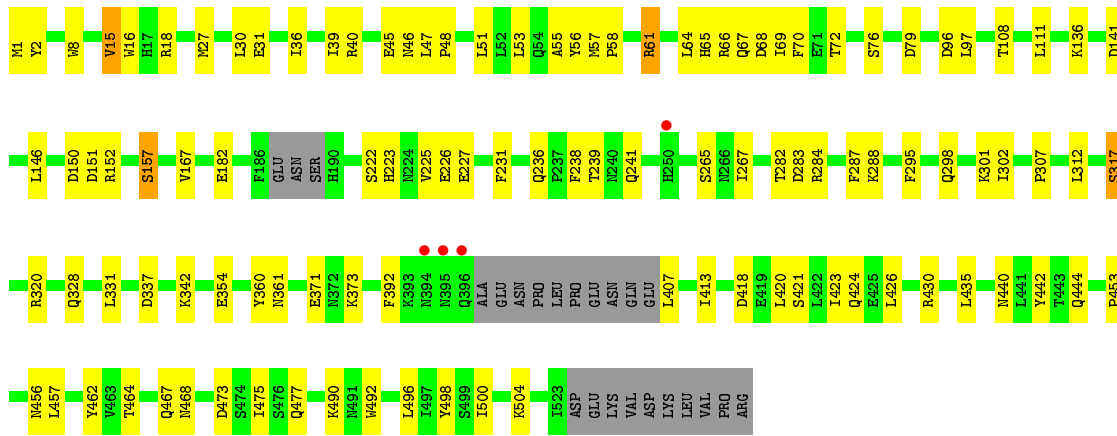 M1 Y2 W8 V15 W16 H17 R18 M27 L30 E31 I36 I39 R40 E45 N46 L47 P48 L51 L52 L53 Q54 A55 Y56 M57 P58 R61 L64 H65 R66 Q67 D68 I69 F70 E71 T72 S76 D79 D96 L97 T108 L111 K136 D141
L146 D150 D151 R152 S157 V167 E182 F186 GLU ASN SER H190 S222 H223 N224 V225 E226 E227 F231 Q236 P237 F238 T239 N240 Q241 H250 S265 N266 I267 T282 D283 R284 F287 K288 F295 Q298 K301 I302 P307 L312 S317
R320 Q328 L331 D337 K342 E354 Y360 N361 E371 N372 K373 F392 K393 N394 N395 Q396 ALA GLU ASN PRO LEU PRO GLU ASN GLN GLU L407 I413 D418 E419 L420 S421 L422 I423 Q424 E425 L426 R430 L435 N440 L441 Y442 T443 Q444 P453
N456 L457 Y462 V463 T464 Q467 N468 D473 S474 I475 S476 Q477 K490 N491 W492 L496 I497 Y498 S499 I500 K504 I523 ASP GLU LYS VAL ASP LYS LEU VAL PRO ARG